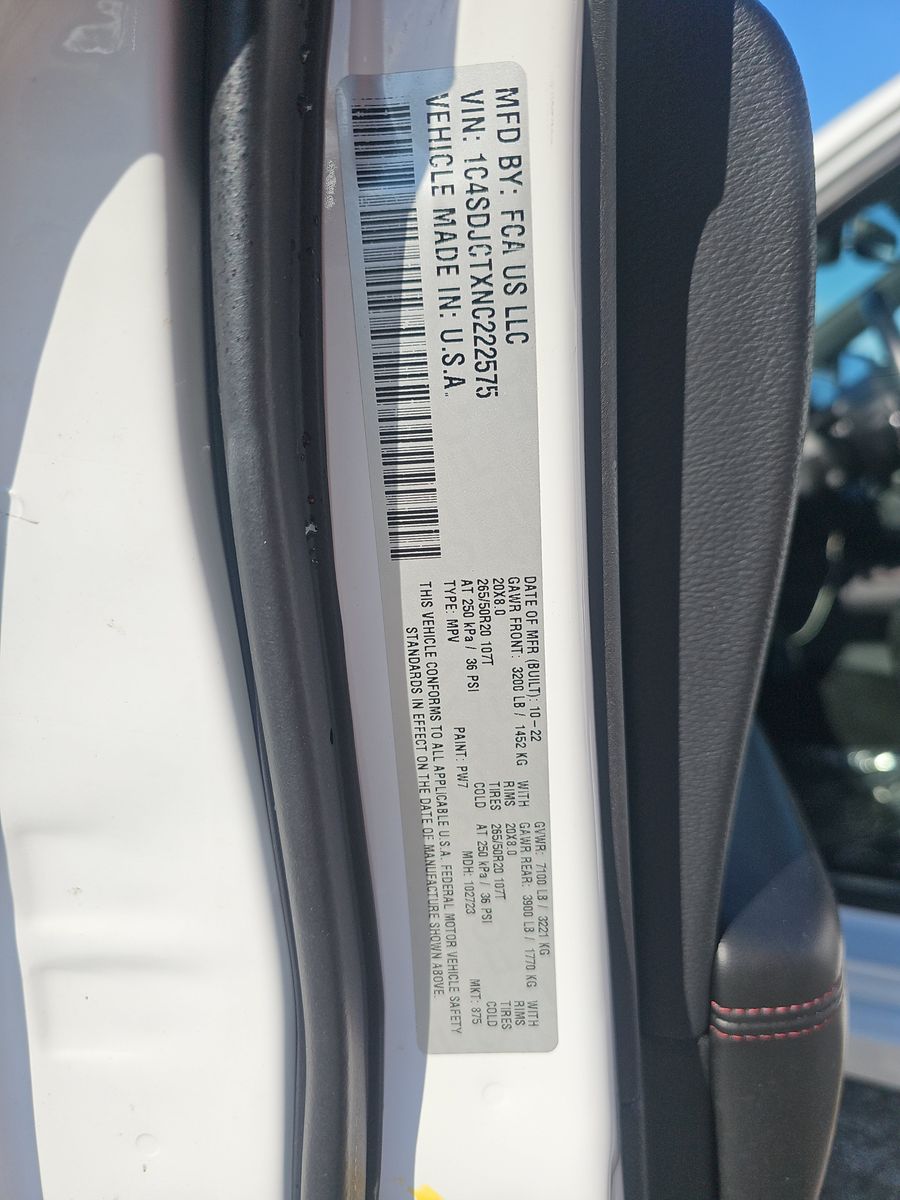 MFD BY: FCA US LLC
VIN: 1C4SDJCTXNC222575
VEHICLE MADE IN: U.S.A.
DATE OF MFR (BUILT): 10-22 GVWR: 7100 LB / 3221 KG
GAWR FRONT: 3200 LB / 1452 KG WITH GAWR REAR: 3900 LB / 1770 KG WITH
20X8.0 RIMS 20X8.0 RIMS
265/50R20 107T TIRES 265/50R20 107T TIRES
AT 250 kPa / 36 PSI COLD AT 250 kPa / 36 PSI COLD
TYPE: MPV PAINT: PW7 MDH: 102723 MKT: 875
THIS VEHICLE CONFORMS TO ALL APPLICABLE U.S.A. FEDERAL MOTOR VEHICLE SAFETY
STANDARDS IN EFFECT ON THE DATE OF MANUFACTURE SHOWN ABOVE.